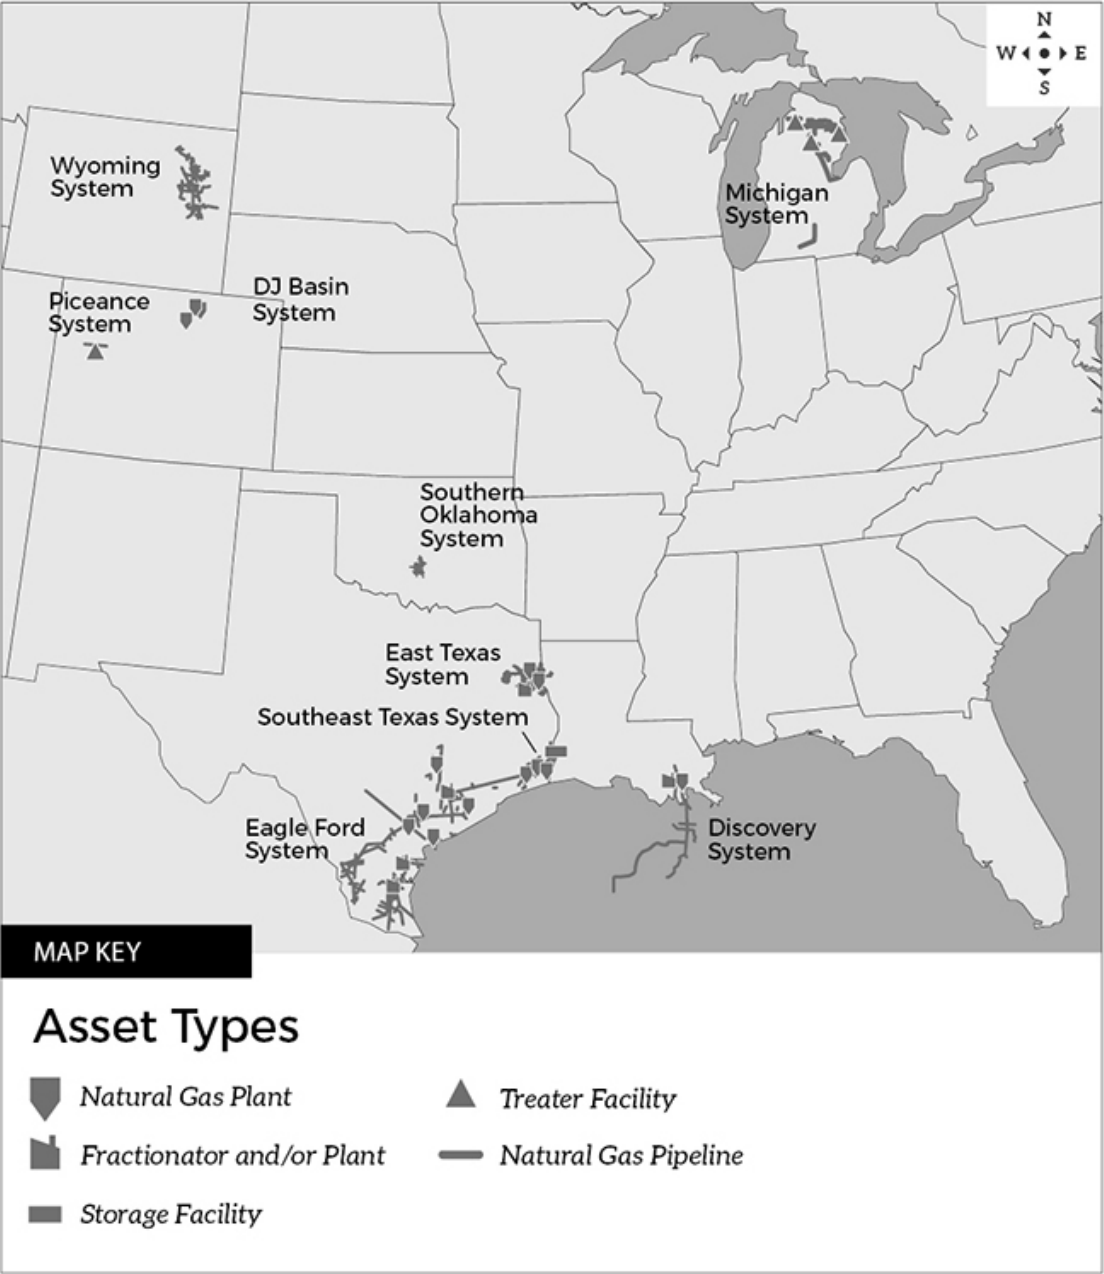 N
W E
S
Wyoming
System
Michigan
System
DJ Basin
System
Piceance
System
Southern
Oklahoma
System
East Texas
System
Southeast Texas System
Eagle Ford
System
Discovery
System
MAP KEY
Asset Types
Natural Gas Plant
Treater Facility
Fractionator and/or Plant
Natural Gas Pipeline
Storage Facility